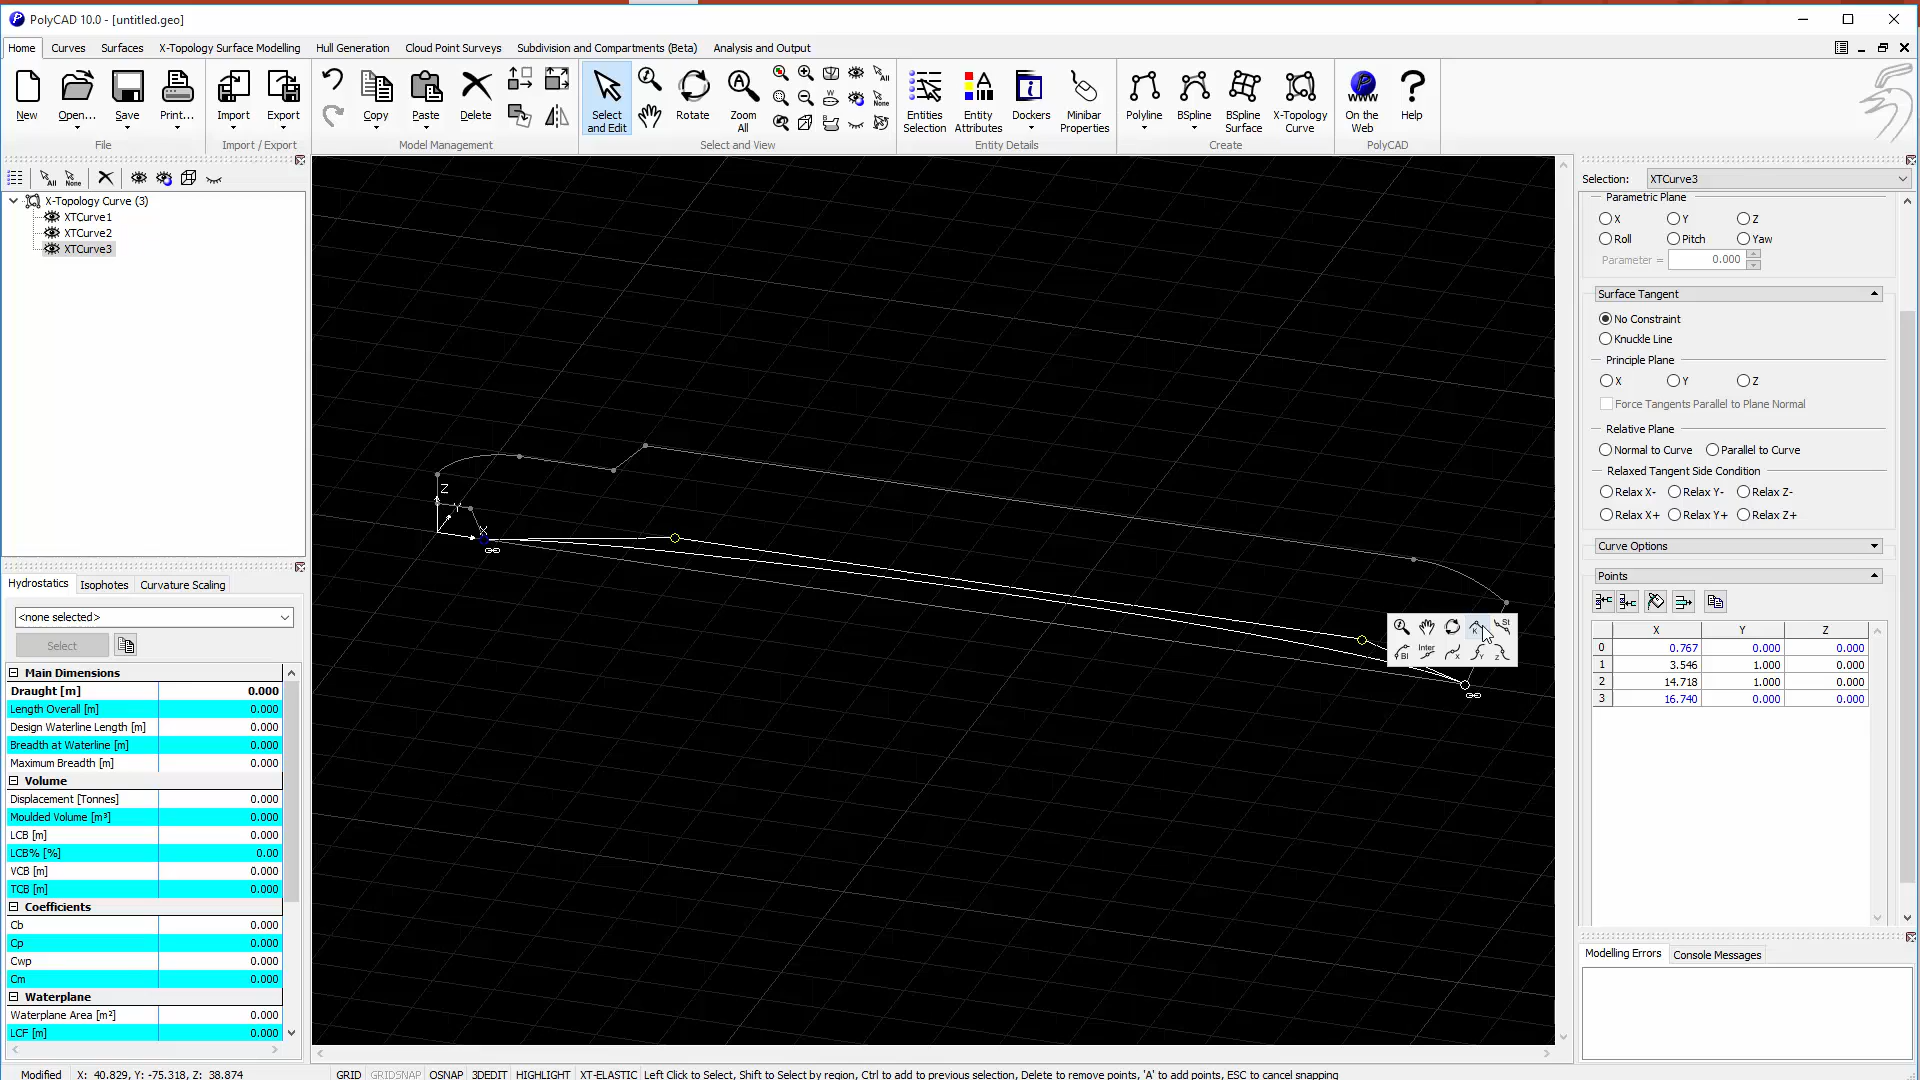 PolyCAD 10.0 - [untitled.geo]
Home Curves Surfaces X-Topology Surface Modelling Hull Generation Cloud Point Surveys Subdivision and Compartments (Beta) Analysis and Output
New Open... Save Print... Import Export Copy Paste Delete Select and Edit Rotate Zoom All Entities Selection Entity Attributes Dockers Minibar Properties Polyline BSpline BSpline Surface X-Topology Curve On the Web Help
File Import / Export Model Management Select and View Entity Details Create PolyCAD
X-Topology Curve (3)
XTCurve1
XTCurve2
XTCurve3
Hydrostatics Isophotes Curvature Scaling
<none selected>
Select
Main Dimensions
Draught [m] 0.000
Length Overall [m] 0.000
Design Waterline Length [m] 0.000
Breadth at Waterline [m] 0.000
Maximum Breadth [m] 0.000
Volume
Displacement [Tonnes] 0.000
Moulded Volume [m³] 0.000
LCB [m] 0.000
LCB% [%] 0.00
VCB [m] 0.000
TCB [m] 0.000
Coefficients
Cb 0.000
Cp 0.000
Cwp 0.000
Cm 0.000
Waterplane
Waterplane Area [m²] 0.000
LCF [m] 0.000
Z
Y
X
K St
BI Inter X Y Z
Selection: XTCurve3
Parametric Plane
X Y Z
Roll Pitch Yaw
Parameter = 0.000
Surface Tangent
No Constraint
Knuckle Line
Principle Plane
X Y Z
Force Tangents Parallel to Plane Normal
Relative Plane
Normal to Curve Parallel to Curve
Relaxed Tangent Side Condition
Relax X- Relax Y- Relax Z-
Relax X+ Relax Y+ Relax Z+
Curve Options
Points
X Y Z
0 0.767 0.000 0.000
1 3.546 1.000 0.000
2 14.718 1.000 0.000
3 16.740 0.000 0.000
Modelling Errors Console Messages
Modified X: 40.829, Y: -75.318, Z: 38.874 GRID GRIDSNAP OSNAP 3DEDIT HIGHLIGHT XT-ELASTIC Left Click to Select, Shift to Select by region, Ctrl to add to previous selection, Delete to remove points, 'A' to add points, ESC to cancel snapping